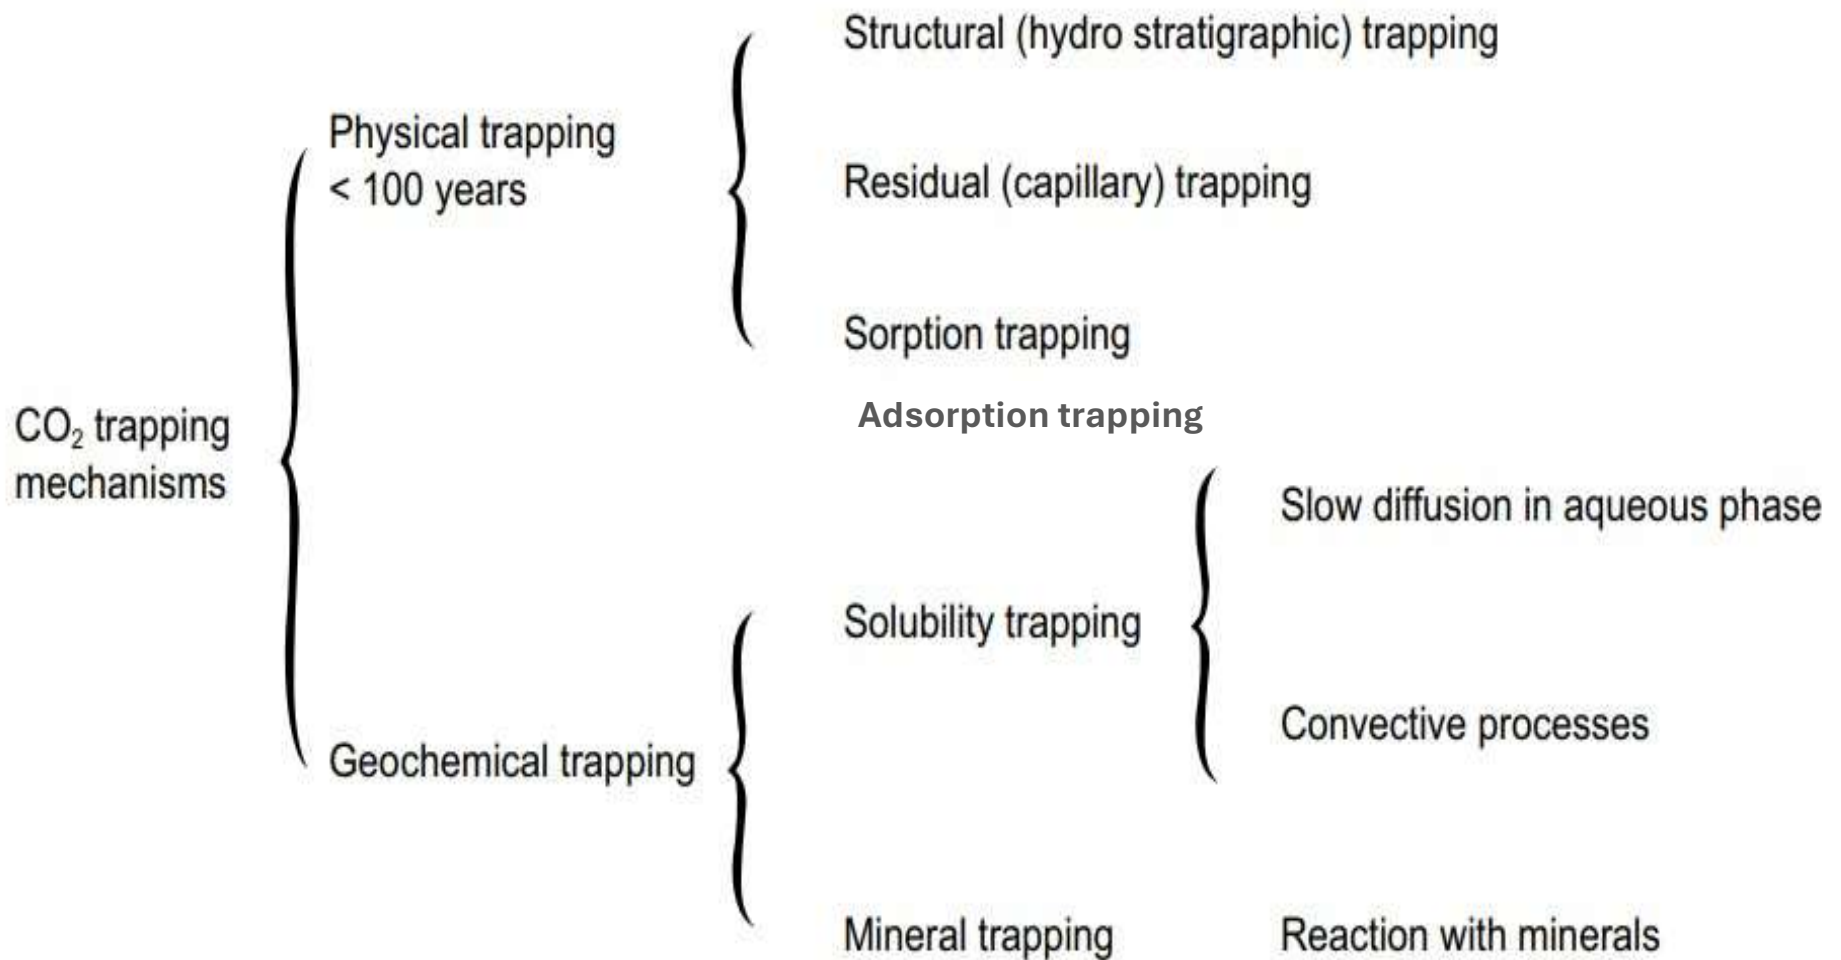 Structural (hydro stratigraphic) trapping
Physical trapping
< 100 years
Residual (capillary) trapping
Sorption trapping
Adsorption trapping
CO₂ trapping
mechanisms
Slow diffusion in aqueous phase
Solubility trapping
Convective processes
Geochemical trapping
Mineral trapping
Reaction with minerals